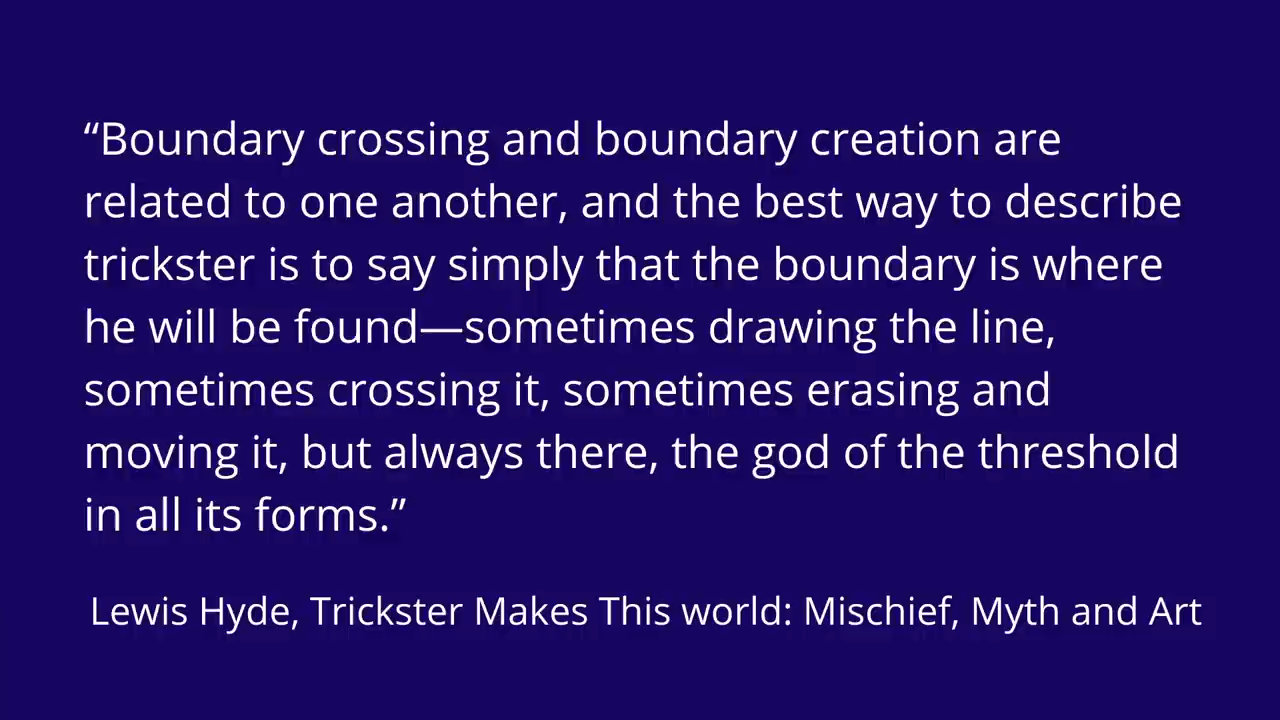 “Boundary crossing and boundary creation are
related to one another, and the best way to describe
trickster is to say simply that the boundary is where
he will be found—sometimes drawing the line,
sometimes crossing it, sometimes erasing and
moving it, but always there, the god of the threshold
in all its forms.”
Lewis Hyde, Trickster Makes This world: Mischief, Myth and Art